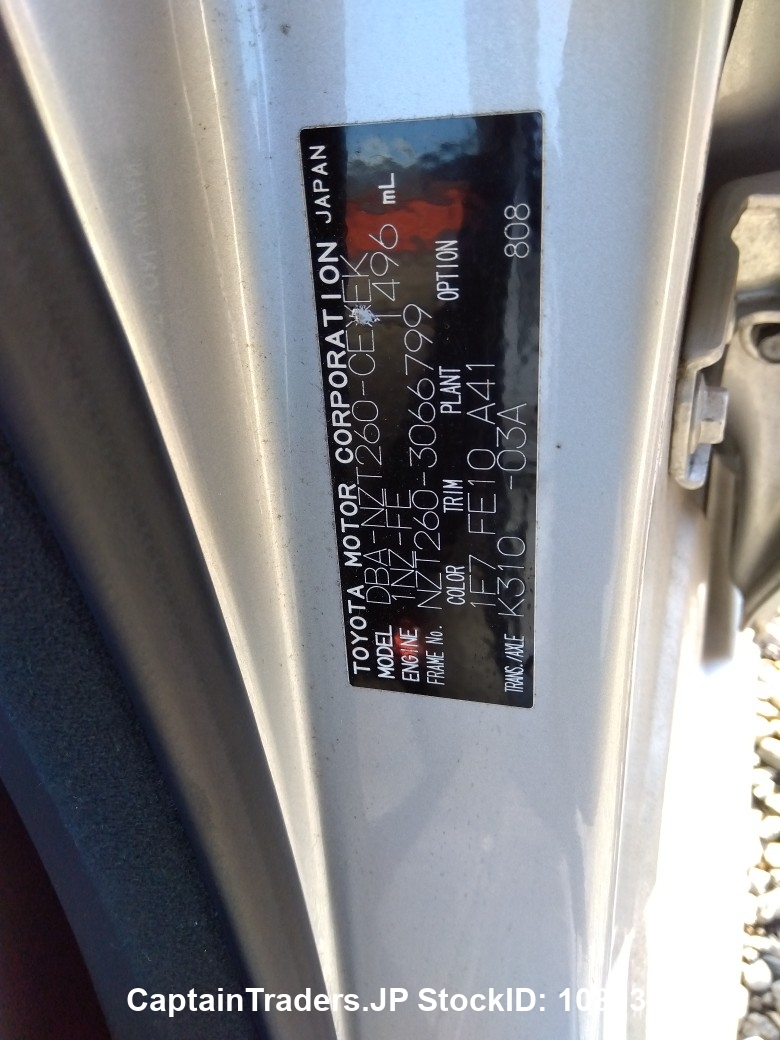 TOYOTA MOTOR CORPORATION JAPAN
MODEL DBA-NZT260-CEXEK
ENGINE 1NZ-FE 1496 mL
FRAME No. NZT260-3066799
COLOR TRIM PLANT OPTION
1F7 FE10 A41 808
TRANS./AXLE K310 -03A
CaptainTraders.JP StockID: